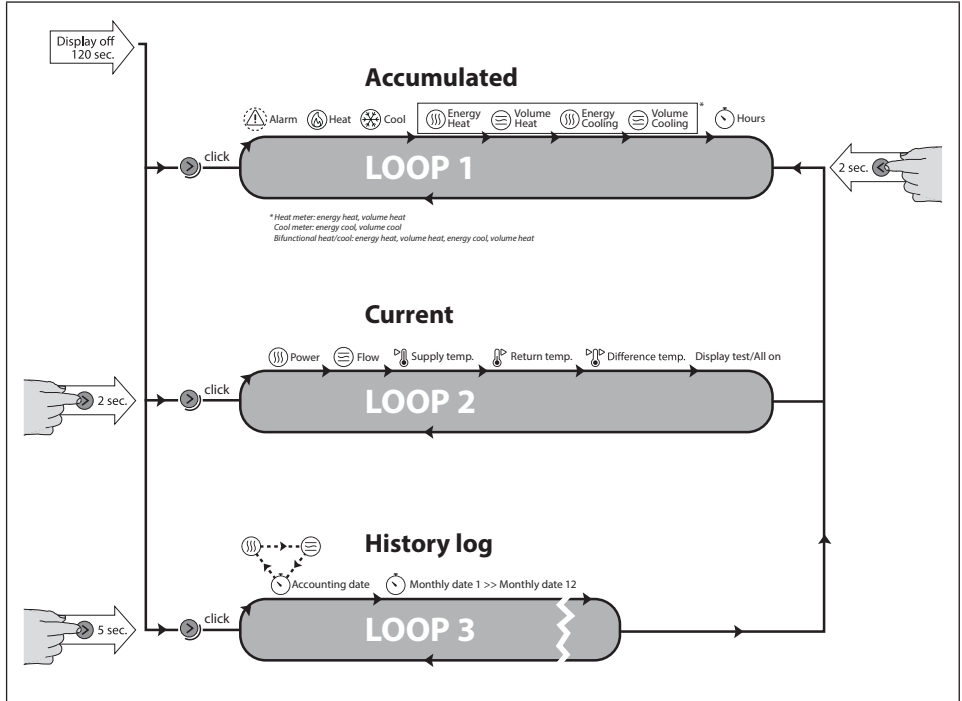 Display off
120 sec.
Accumulated
Alarm Heat Cool Energy Heat Volume Heat Energy Cooling Volume Cooling * Hours
click
LOOP 1
2 sec.
* Heat meter: energy heat, volume heat
Cool meter: energy cool, volume cool
Bifunctional heat/cool: energy heat, volume heat, energy cool, volume heat
Current
Power Flow Supply temp. Return temp. Difference temp. Display test/All on
2 sec.
click
LOOP 2
History log
Accounting date Monthly date 1 >> Monthly date 12
5 sec.
click
LOOP 3